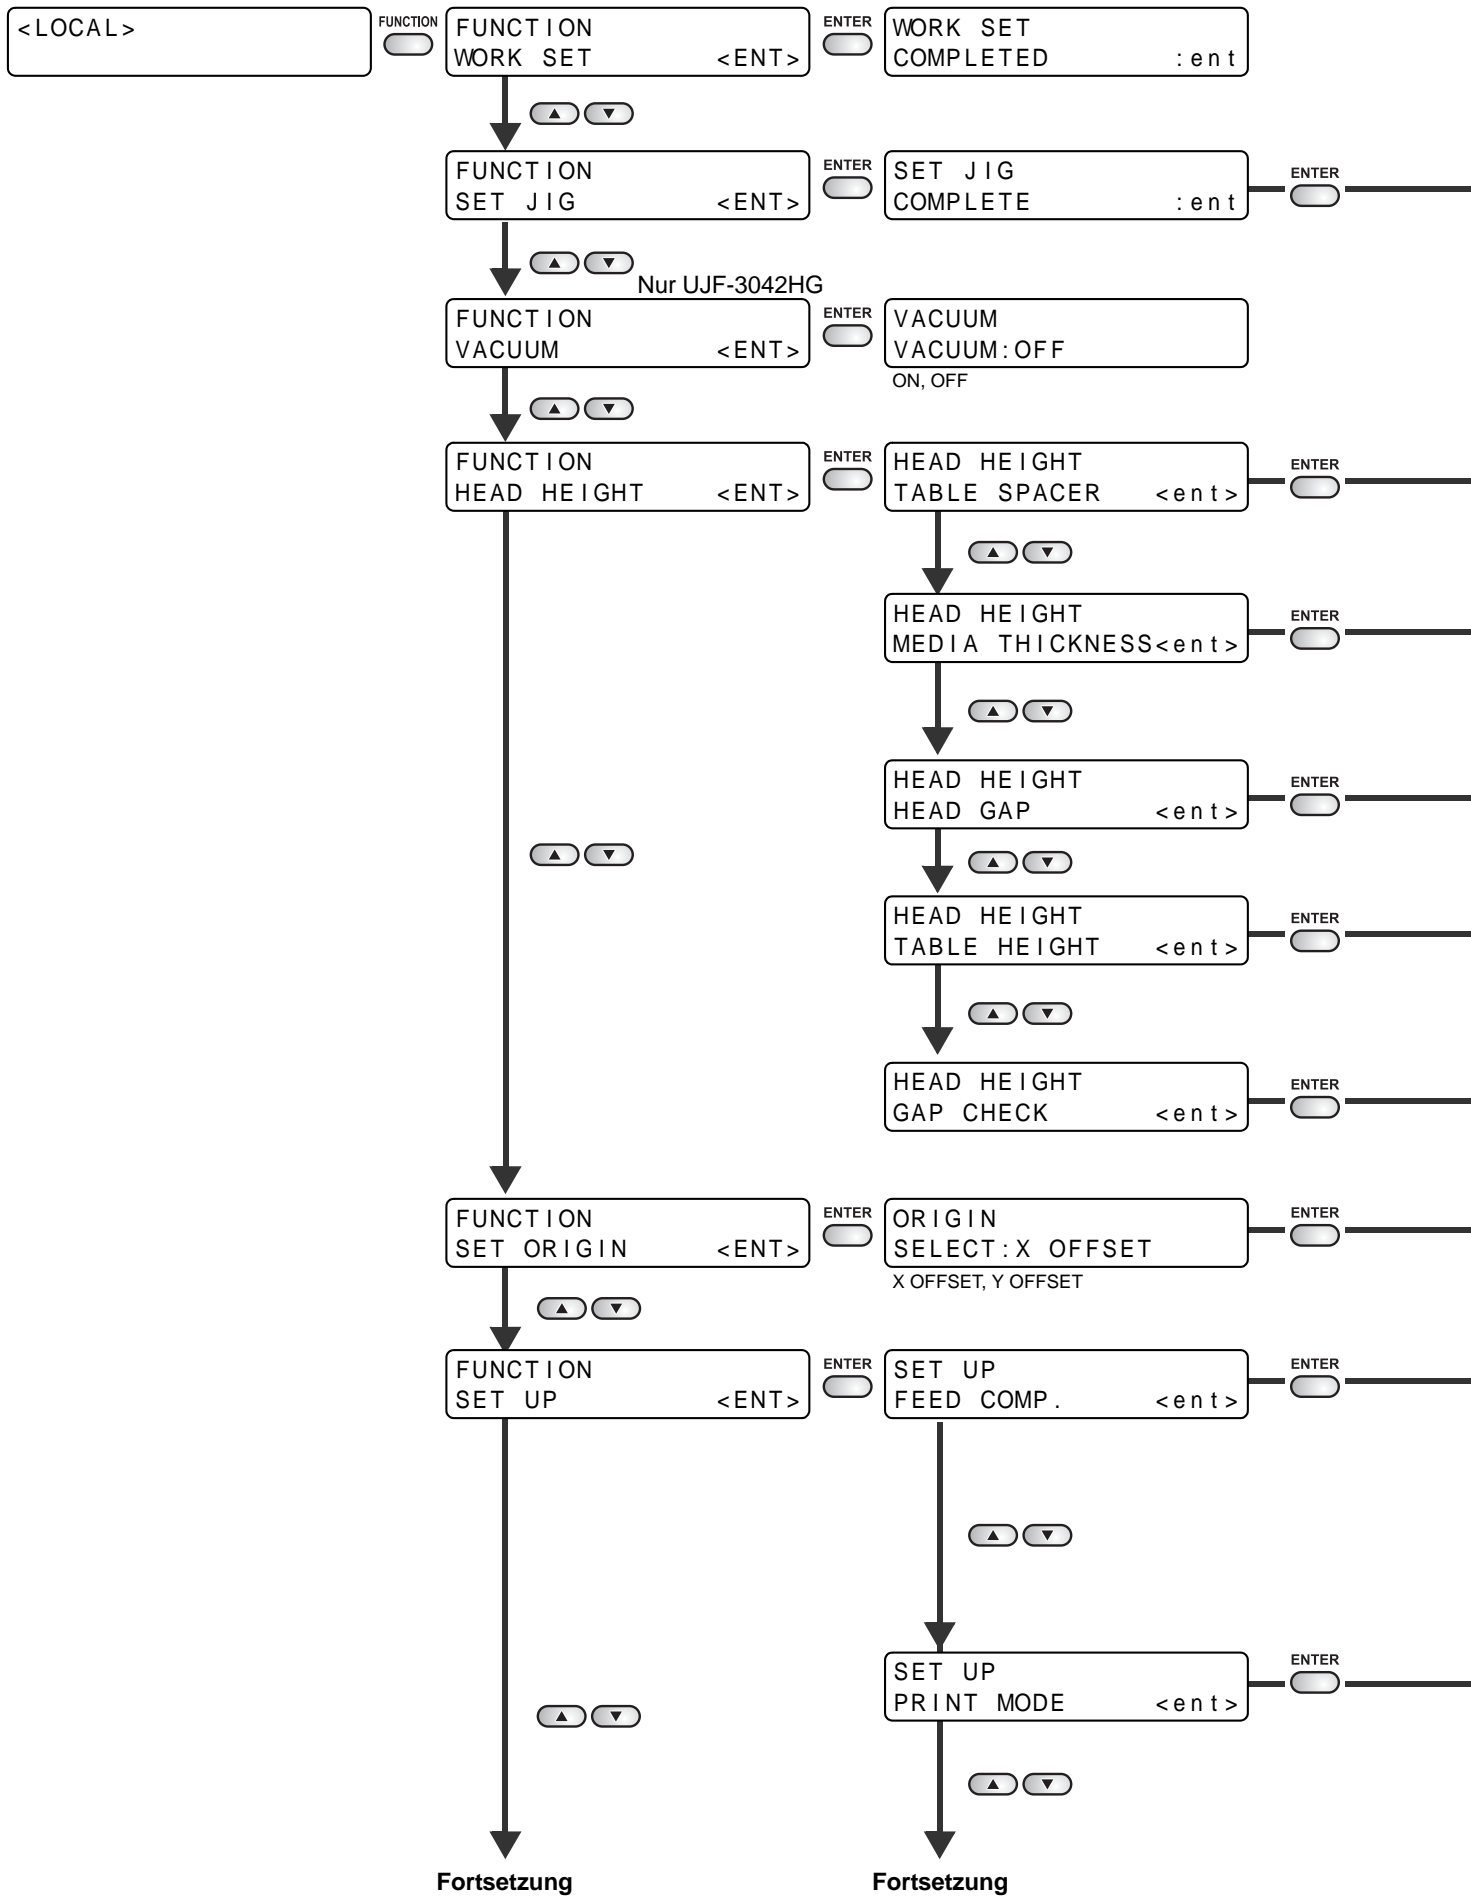 <LOCAL>
FUNCTION
FUNCTION
WORK SET <ENT>
ENTER
WORK SET
COMPLETED :ent
FUNCTION
SET JIG <ENT>
ENTER
SET JIG
COMPLETE :ent
ENTER
Nur UJF-3042HG
FUNCTION
VACUUM <ENT>
ENTER
VACUUM
VACUUM:OFF
ON, OFF
FUNCTION
HEAD HEIGHT <ENT>
ENTER
HEAD HEIGHT
TABLE SPACER <ent>
ENTER
HEAD HEIGHT
MEDIA THICKNESS<ent>
ENTER
HEAD HEIGHT
HEAD GAP <ent>
ENTER
HEAD HEIGHT
TABLE HEIGHT <ent>
ENTER
HEAD HEIGHT
GAP CHECK <ent>
ENTER
FUNCTION
SET ORIGIN <ENT>
ENTER
ORIGIN
SELECT:X OFFSET
X OFFSET, Y OFFSET
ENTER
FUNCTION
SET UP <ENT>
ENTER
SET UP
FEED COMP. <ent>
ENTER
SET UP
PRINT MODE <ent>
ENTER
Fortsetzung
Fortsetzung